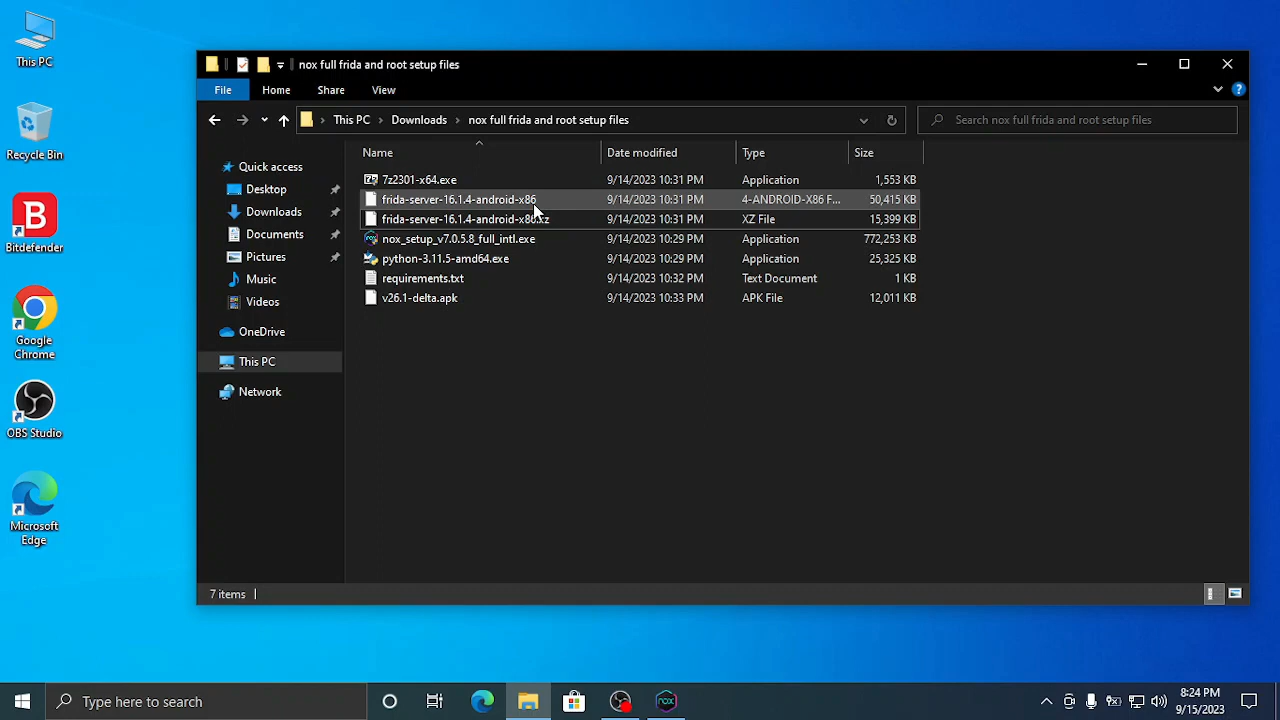 This PC
Recycle Bin
Bitdefender
Google
Chrome
OBS Studio
Microsoft
Edge
nox full frida and root setup files
File Home Share View
This PC Downloads nox full frida and root setup files
Search nox full frida and root setup files
Quick access
Desktop
Downloads
Documents
Pictures
Music
Videos
OneDrive
This PC
Network
Name Date modified Type Size
7z2301-x64.exe 9/14/2023 10:31 PM Application 1,553 KB
frida-server-16.1.4-android-x86 9/14/2023 10:31 PM 4-ANDROID-X86 F... 50,415 KB
frida-server-16.1.4-android-x86.xz 9/14/2023 10:31 PM XZ File 15,399 KB
nox_setup_v7.0.5.8_full_intl.exe 9/14/2023 10:29 PM Application 772,253 KB
python-3.11.5-amd64.exe 9/14/2023 10:29 PM Application 25,325 KB
requirements.txt 9/14/2023 10:32 PM Text Document 1 KB
v26.1-delta.apk 9/14/2023 10:33 PM APK File 12,011 KB
7 items
Type here to search
nox
8:24 PM
9/15/2023